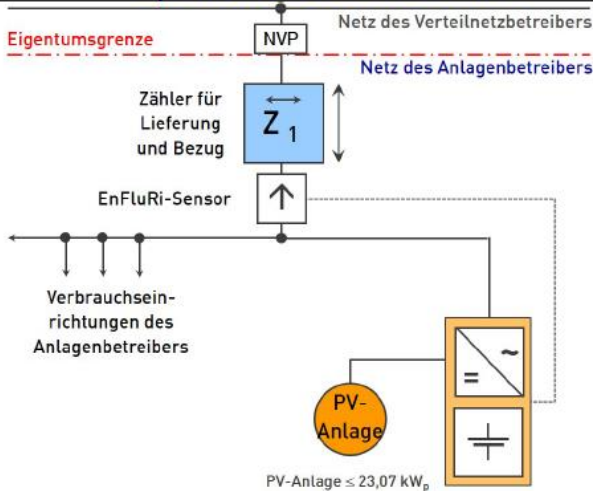 Netz des Verteilnetzbetreibers
Eigentumsgrenze
NVP
Netz des Anlagenbetreibers
Zähler für
Lieferung
und Bezug
Z 1
EnFluRi-Sensor
Verbrauchsein-
richtungen des
Anlagenbetreibers
~
=
PV-
Anlage
PV-Anlage ≤ 23,07 kWp